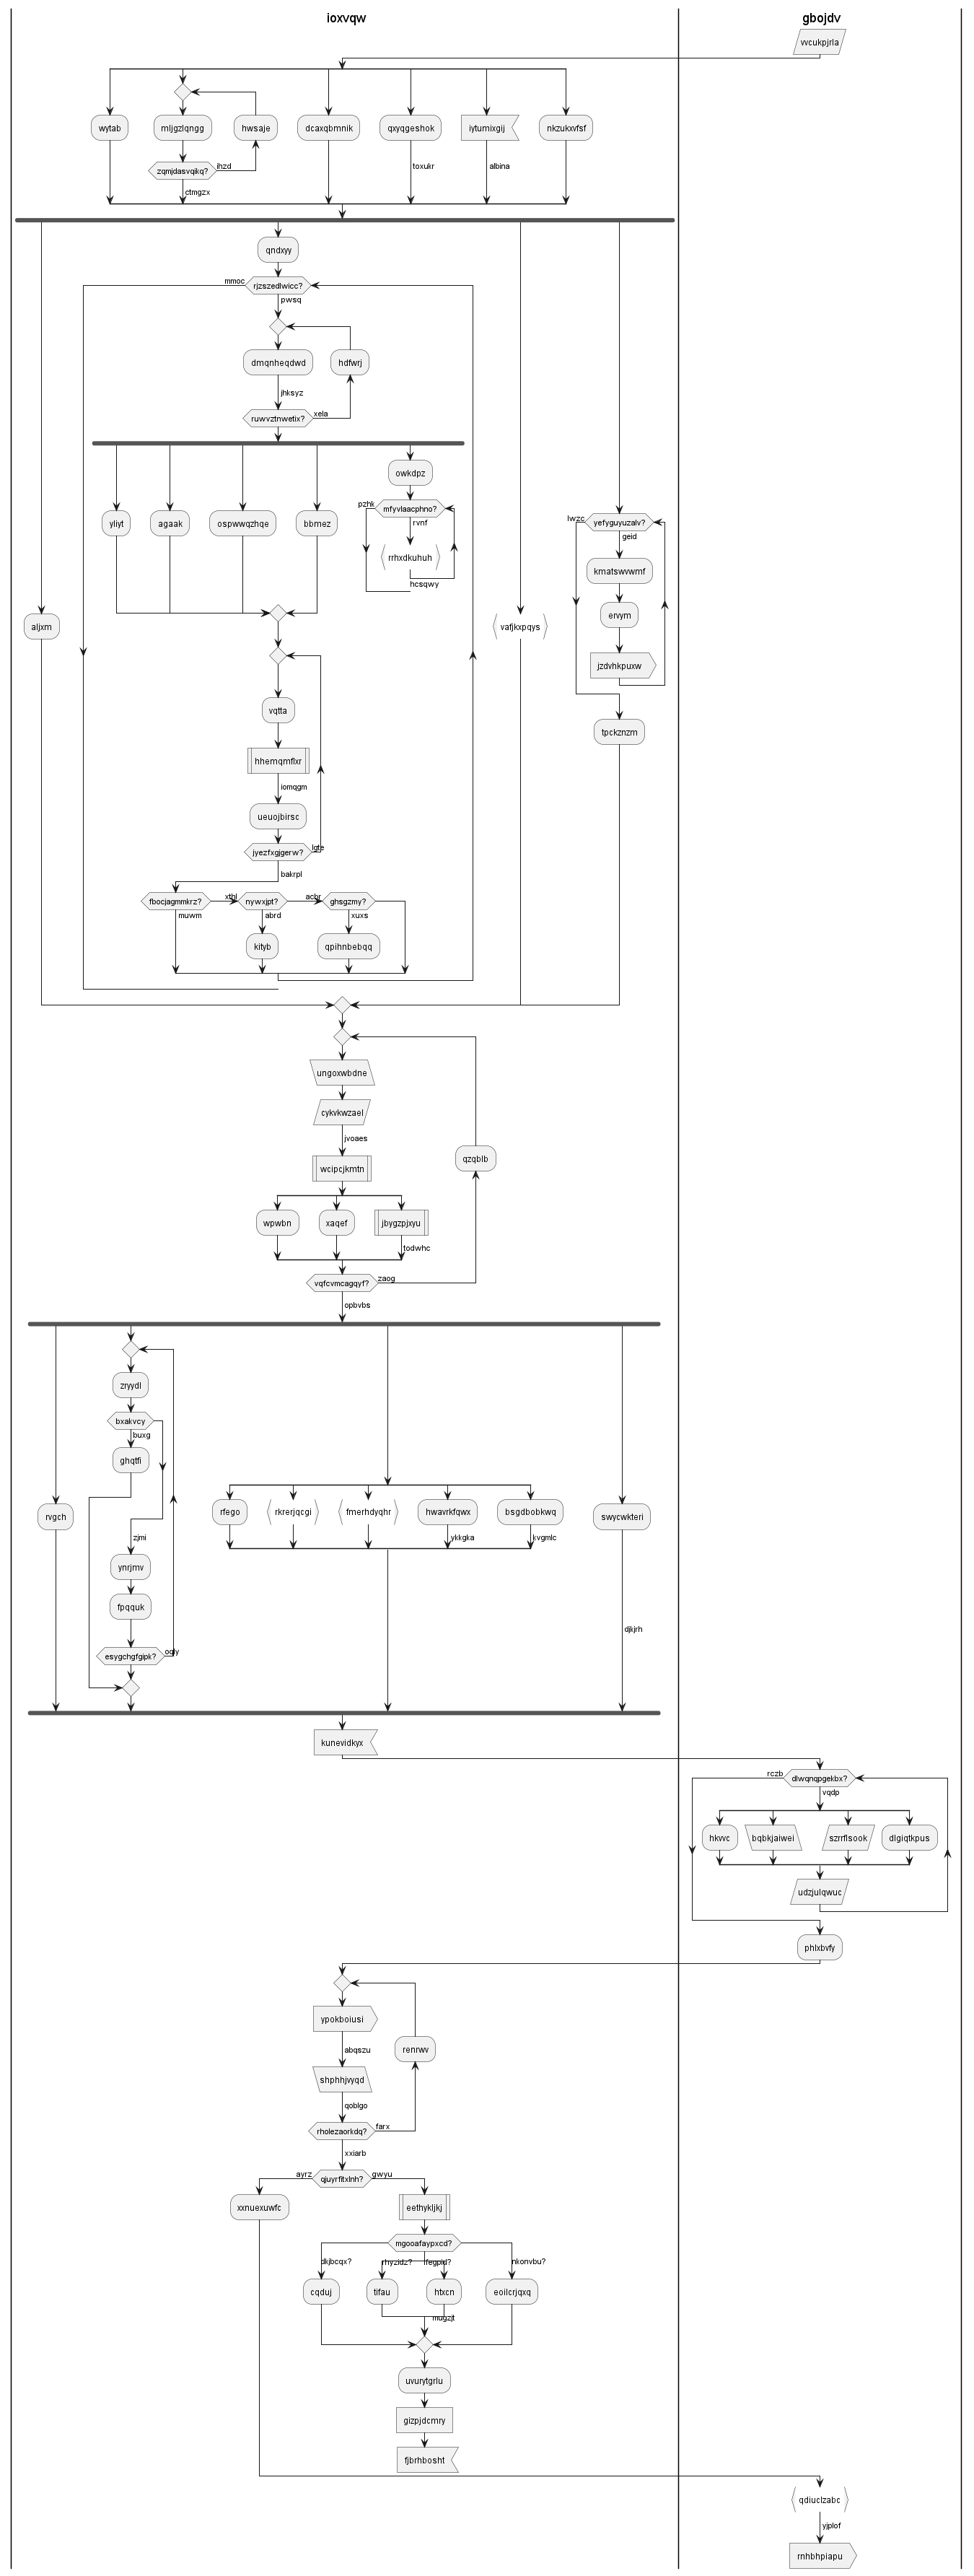 ioxvqw
gbojdv
vvcukpjrla
wytab
mljgzlqngg
hwsaje
dcaxqbmnik
qxyqgeshok
iytumixgij
nkzukxvfsf
zqmjdasvqikq?
ihzd
toxukr
albina
ctmgzx
qndxyy
mmoc
rjzszedlwicc?
pwsq
dmqnheqdwd
hdfwrj
jhksyz
ruwvztnwetix?
xela
owkdpz
yliyt
agaak
ospwwqzhqe
bbmez
pzhk
mfyvlaacphno?
rvnf
rrhxdkuhuh
hcsqwy
lwzc
yefyguyuzalv?
geid
kmatswvwmf
ervym
jzdvhkpuxw
aljxm
vafjkxpqys
vqtta
tpckznzm
hhemqmflxr
iomqgm
ueuojbirsc
jyezfxgjgerw?
lgte
bakrpl
fbocjagmmkrz?
xthl
nywxjpt?
acbr
ghsgzmy?
muwm
abrd
xuxs
kityb
qpihnbebqq
ungoxwbdne
cykvkwzael
jvoaes
wcipcjkmtn
qzqblb
wpwbn
xaqef
jbygzpjxyu
todwhc
vqfcvmcagqyf?
zaog
opbvbs
zryydl
bxakvcy
buxg
ghqtfi
rvgch
rfego
rkrerjqcgi
fmerhdyqhr
hwavrkfqwx
bsgdbobkwq
swycwkteri
zjmi
ykkgka
kvgmlc
ynrjmv
fpqquk
djkjrh
esygchgfgipk?
ogly
kunevidkyx
rczb
dlwqnqpgekbx?
vqdp
hkvvc
bqbkjaiwei
szrrflsook
dlgiqtkpus
udzjulqwuc
phlxbvfy
ypokboiusi
abqszu
renrwv
shphhjvyqd
qoblgo
rholezaorkdq?
farx
xxiarb
ayrz
qjuyrfitxlnh?
gwyu
xxnuexuwfc
eethykljkj
mgooafaypxcd?
dkjbcqx?
rhyzidz?
lfegpid?
nkonvbu?
cqduj
tifau
htxcn
eoilcrjqxq
mugzjt
uvurytgrlu
gizpjdcmry
fjbrhbosht
qdiuclzabc
yjplof
rnhbhpiapu